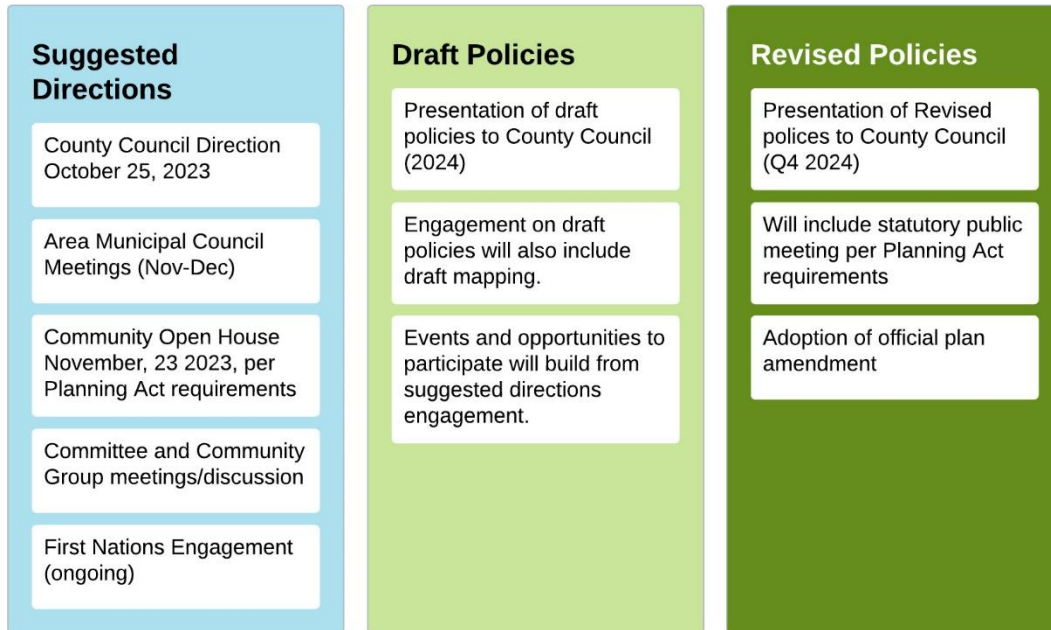 Suggested
Directions
County Council Direction
October 25, 2023
Area Municipal Council
Meetings (Nov-Dec)
Community Open House
November, 23 2023, per
Planning Act requirements
Committee and Community
Group meetings/discussion
First Nations Engagement
(ongoing)
Draft Policies
Presentation of draft
policies to County Council
(2024)
Engagement on draft
policies will also include
draft mapping.
Events and opportunities to
participate will build from
suggested directions
engagement.
Revised Policies
Presentation of Revised
polices to County Council
(Q4 2024)
Will include statutory public
meeting per Planning Act
requirements
Adoption of official plan
amendment